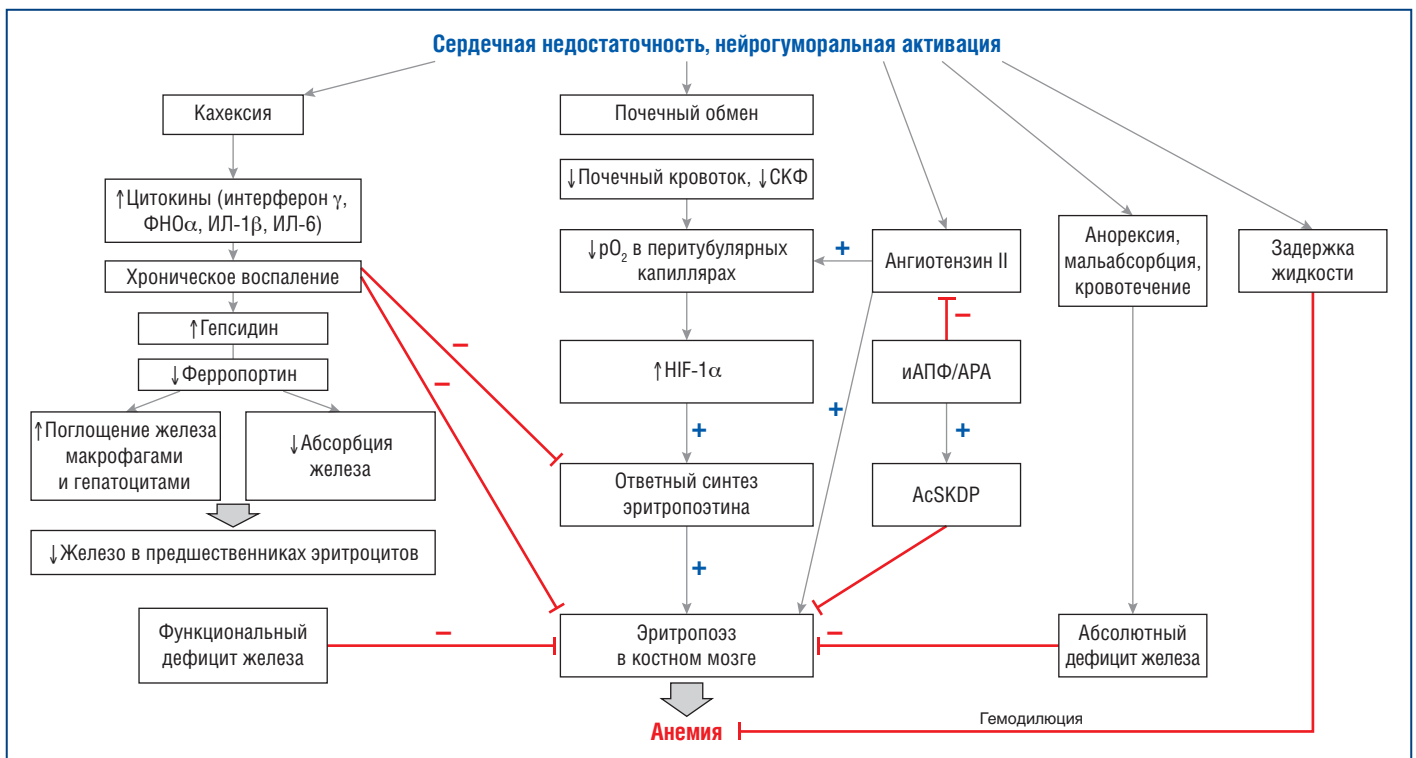 Сердечная недостаточность, нейрогуморальная активация
Кахексия
Почечный обмен
↓Почечный кровоток, ↓СКФ
↑Цитокины (интерферон γ,
ФНОα, ИЛ-1β, ИЛ-6)
Хроническое воспаление
↑Гепсидин
↓Ферропортин
↑Поглощение железа
макрофагами
и гепатоцитами
↓Абсорбция
железа
↓Железо в предшественниках эритроцитов
Функциональный
дефицит железа
–
–
–
↓pO₂ в перитубулярных
капиллярах
+
Ангиотензин II
–
↑HIF-1α
иАПФ/АРА
+
+
+
Ответный синтез
эритропоэтина
AcSKDP
+
Эритропоэз
в костном мозге
–
Анорексия,
мальабсорбция,
кровотечение
Задержка
жидкости
Абсолютный
дефицит железа
Гемодилюция
Анемия